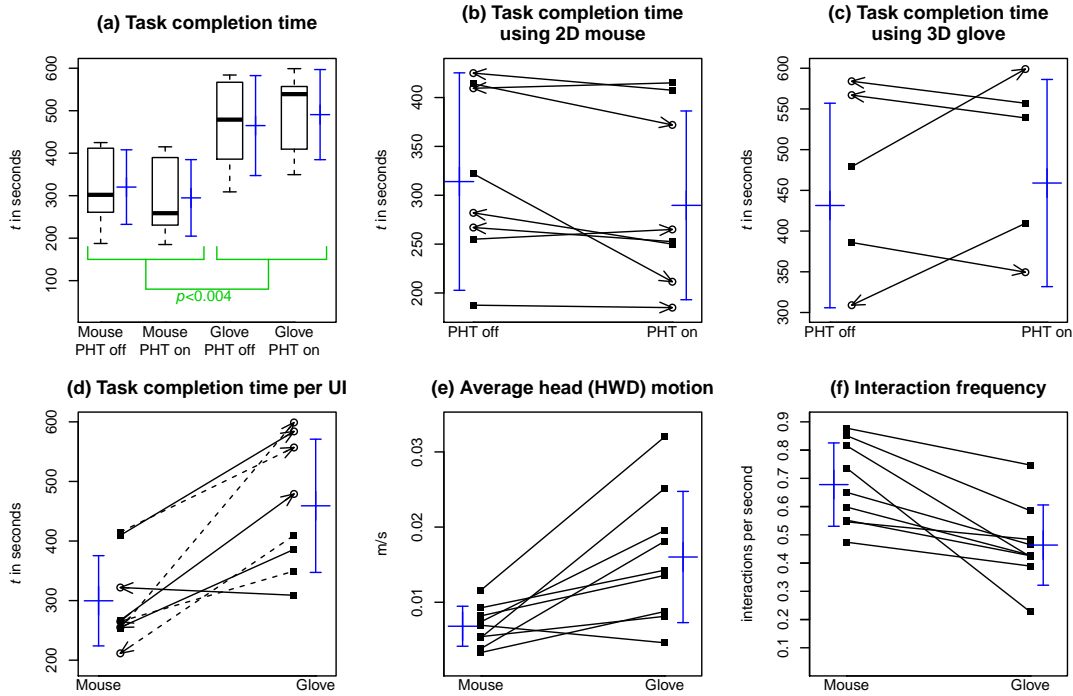 (a) Task completion time
t in seconds
600
500
400
300
200
100
p<0.004
Mouse
PHT off
Mouse
PHT on
Glove
PHT off
Glove
PHT on
(b) Task completion time
using 2D mouse
t in seconds
400
350
300
250
200
PHT off
PHT on
(c) Task completion time
using 3D glove
t in seconds
600
550
500
450
400
350
300
PHT off
PHT on
(d) Task completion time per UI
t in seconds
600
500
400
300
200
Mouse
Glove
(e) Average head (HWD) motion
m/s
0.03
0.02
0.01
Mouse
Glove
(f) Interaction frequency
interactions per second
0.9
0.8
0.7
0.6
0.5
0.4
0.3
0.2
0.1
Mouse
Glove